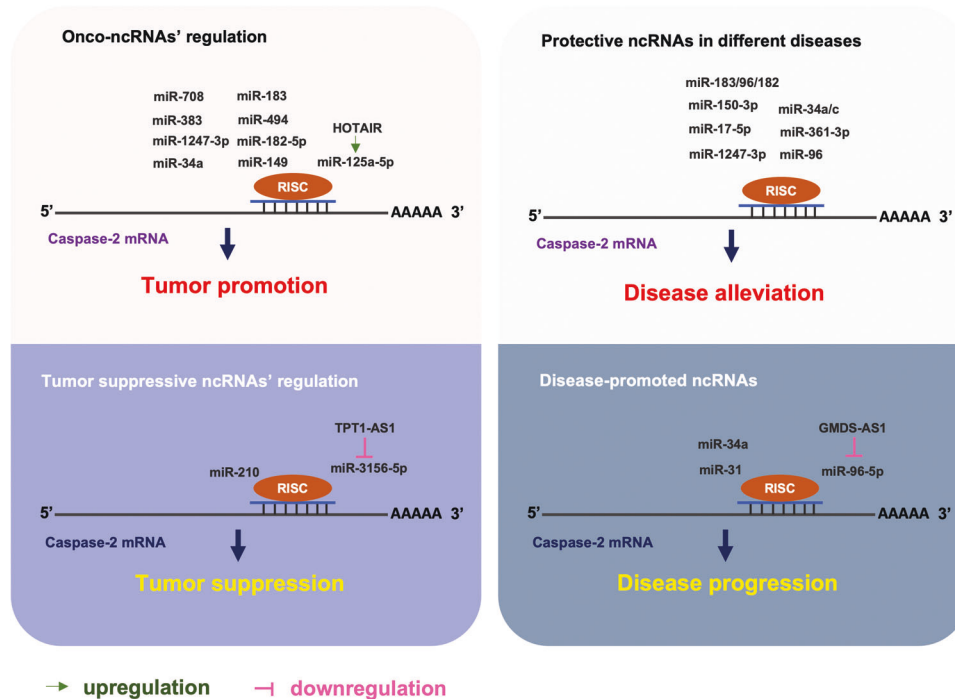 Onco-ncRNAs’ regulation
miR-708
miR-183
miR-383
miR-494
miR-1247-3p
miR-182-5p
HOTAIR
miR-34a
miR-149
miR-125a-5p
RISC
5’
AAAAA 3’
Caspase-2 mRNA
Tumor promotion
Protective ncRNAs in different diseases
miR-183/96/182
miR-150-3p
miR-34a/c
miR-17-5p
miR-361-3p
miR-1247-3p
miR-96
RISC
5’
AAAAA 3’
Caspase-2 mRNA
Disease alleviation
Tumor suppressive ncRNAs’ regulation
TPT1-AS1
miR-210
miR-3156-5p
RISC
5’
AAAAA 3’
Caspase-2 mRNA
Tumor suppression
Disease-promoted ncRNAs
GMDS-AS1
miR-34a
miR-31
miR-96-5p
RISC
5’
AAAAA 3’
Caspase-2 mRNA
Disease progression
upregulation
downregulation